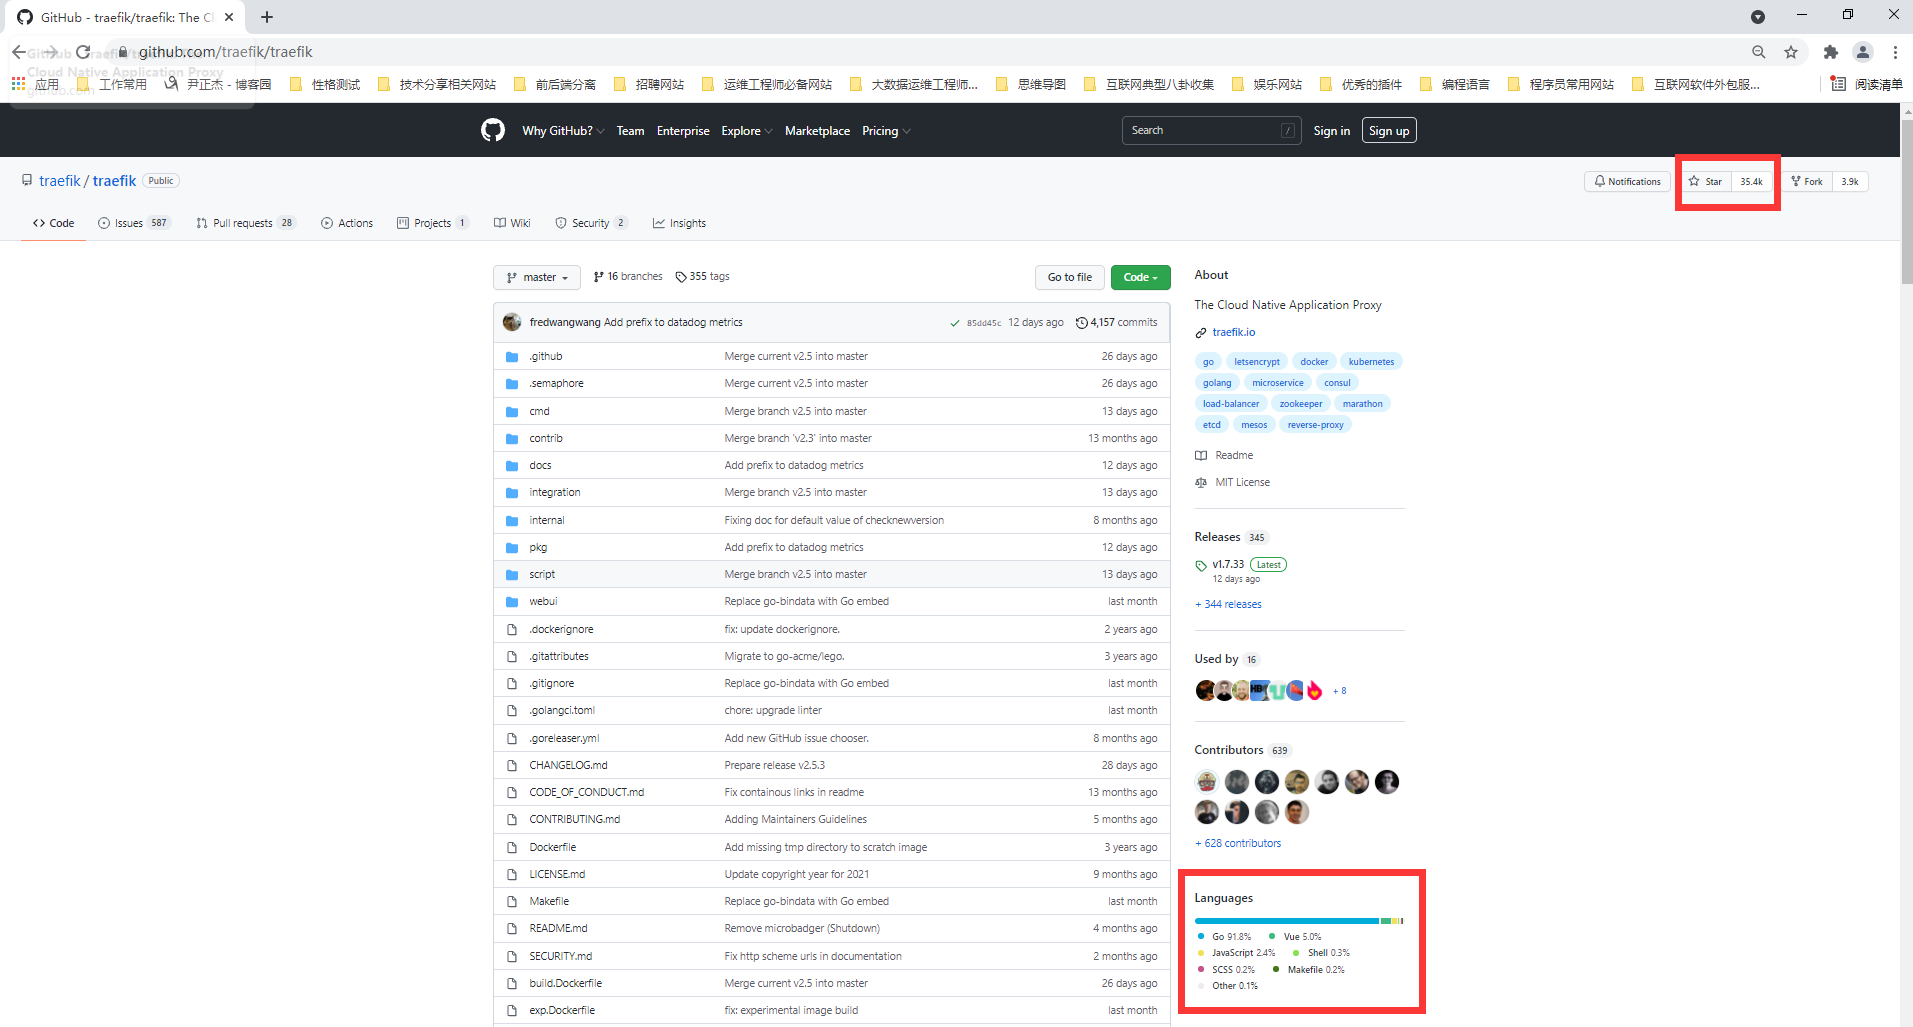 GitHub - traefik/traefik: The Cl
github.com/traefik/traefik
GitHub - traefik/traefik: The
Cloud Native Application Proxy
github.com
应用 工作常用 尹正杰 - 博客园 性格测试 技术分享相关网站 前后端分离 招聘网站 运维工程师必备网站 大数据运维工程师... 思维导图 互联网典型八卦收集 娱乐网站 优秀的插件 编程语言 程序员常用网站 互联网软件外包服... 阅读清单
Why GitHub? Team Enterprise Explore Marketplace Pricing Search / Sign in Sign up
traefik / traefik Public Notifications Star 35.4k Fork 3.9k
Code Issues 587 Pull requests 28 Actions Projects 1 Wiki Security 2 Insights
master 16 branches 355 tags Go to file Code
fredwangwang Add prefix to datadog metrics 85dd45c 12 days ago 4,157 commits
.github Merge current v2.5 into master 26 days ago
.semaphore Merge current v2.5 into master 26 days ago
cmd Merge branch v2.5 into master 13 days ago
contrib Merge branch 'v2.3' into master 13 months ago
docs Add prefix to datadog metrics 12 days ago
integration Merge branch v2.5 into master 13 days ago
internal Fixing doc for default value of checknewversion 8 months ago
pkg Add prefix to datadog metrics 12 days ago
script Merge branch v2.5 into master 13 days ago
webui Replace go-bindata with Go embed last month
.dockerignore fix: update dockerignore. 2 years ago
.gitattributes Migrate to go-acme/lego. 3 years ago
.gitignore Replace go-bindata with Go embed last month
.golangci.toml chore: upgrade linter last month
.goreleaser.yml Add new GitHub issue chooser. 8 months ago
CHANGELOG.md Prepare release v2.5.3 28 days ago
CODE_OF_CONDUCT.md Fix containous links in readme 13 months ago
CONTRIBUTING.md Adding Maintainers Guidelines 5 months ago
Dockerfile Add missing tmp directory to scratch image 3 years ago
LICENSE.md Update copyright year for 2021 9 months ago
Makefile Replace go-bindata with Go embed last month
README.md Remove microbadger (Shutdown) 4 months ago
SECURITY.md Fix http scheme urls in documentation 2 months ago
build.Dockerfile Merge current v2.5 into master 26 days ago
exp.Dockerfile fix: experimental image build last month
About
The Cloud Native Application Proxy
traefik.io
go letsencrypt docker kubernetes
golang microservice consul
load-balancer zookeeper marathon
etcd mesos reverse-proxy
Readme
MIT License
Releases 345
v1.7.33 Latest
12 days ago
+ 344 releases
Used by 16
+ 8
Contributors 639
+ 628 contributors
Languages
Go 91.8% Vue 5.0%
JavaScript 2.4% Shell 0.3%
SCSS 0.2% Makefile 0.2%
Other 0.1%